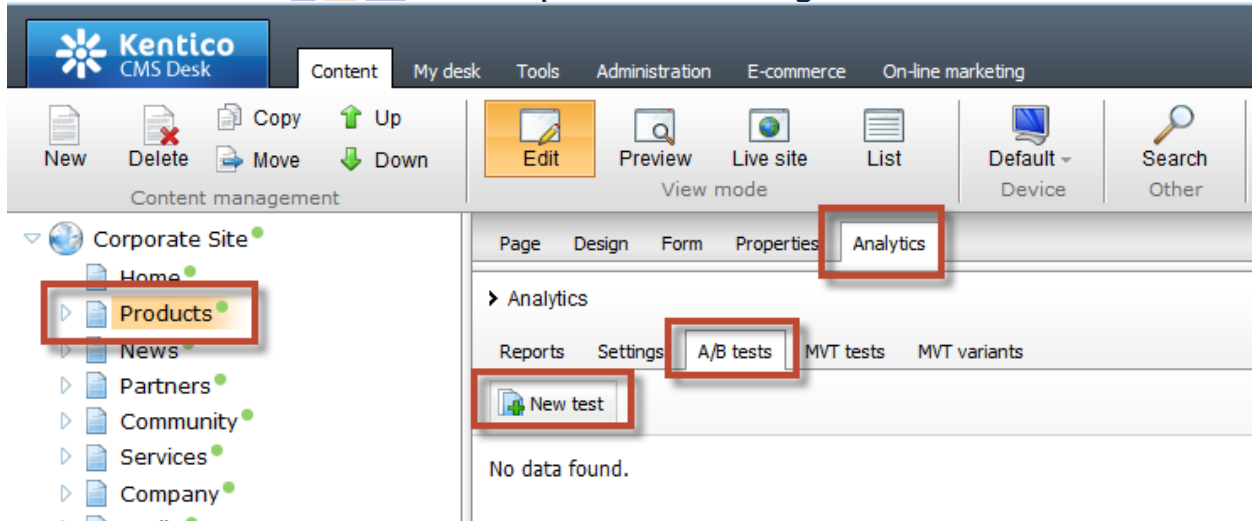 Kentico
CMS Desk
Content My desk Tools Administration E-commerce On-line marketing
New Delete Copy Move Up Down
Content management
Edit Preview Live site List
View mode
Default
Device
Search
Other
Corporate Site
Home
Products
News
Partners
Community
Services
Company
Page Design Form Properties Analytics
Analytics
Reports Settings A/B tests MVT tests MVT variants
New test
No data found.